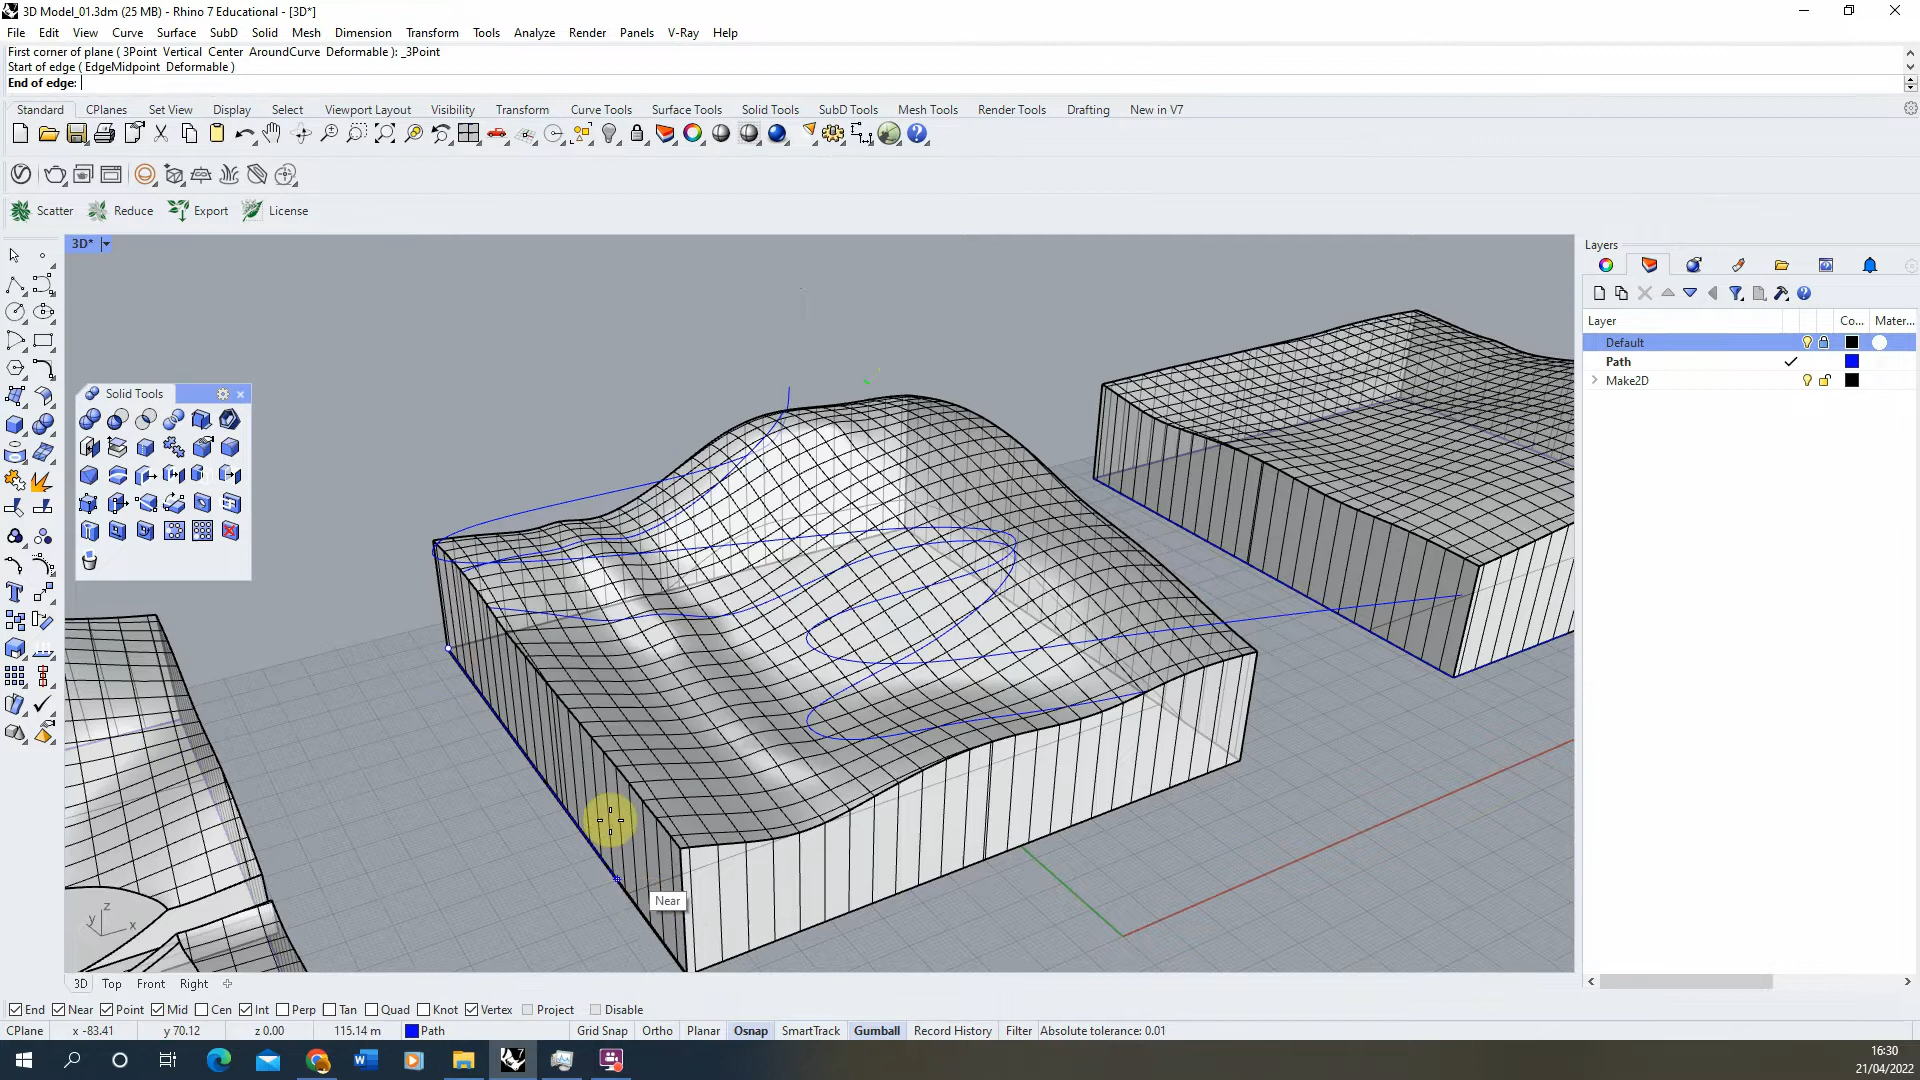 3D Model_01.3dm (25 MB) - Rhino 7 Educational - [3D*]
File Edit View Curve Surface SubD Solid Mesh Dimension Transform Tools Analyze Render Panels V-Ray Help
First corner of plane ( 3Point Vertical Center AroundCurve Deformable ): _3Point
Start of edge ( EdgeMidpoint Deformable )
End of edge:
Standard CPlanes Set View Display Select Viewport Layout Visibility Transform Curve Tools Surface Tools Solid Tools SubD Tools Mesh Tools Render Tools Drafting New in V7
Scatter Reduce Export License
3D*
Layers
Layer Co... Mater...
Default
Path
Make2D
Solid Tools
Near
z
y
x
3D Top Front Right
End Near Point Mid Cen Int Perp Tan Quad Knot Vertex Project Disable
CPlane x -83.41 y 70.12 z 0.00 115.14 m Path Grid Snap Ortho Planar Osnap SmartTrack Gumball Record History Filter Absolute tolerance: 0.01
16:30
21/04/2022